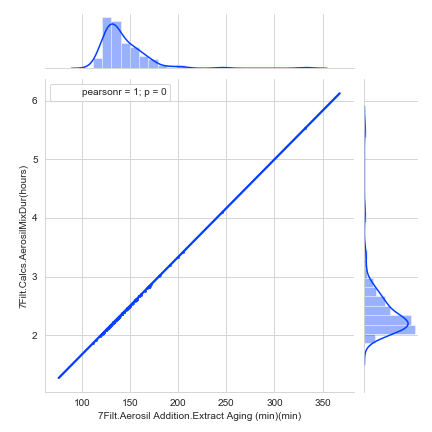 pearsonr = 1; p = 0
6
5
4
3
2
7Filt.Calcs.AerosilMixDur(hours)
100 150 200 250 300 350
7Filt.Aerosil Addition.Extract Aging (min)(min)